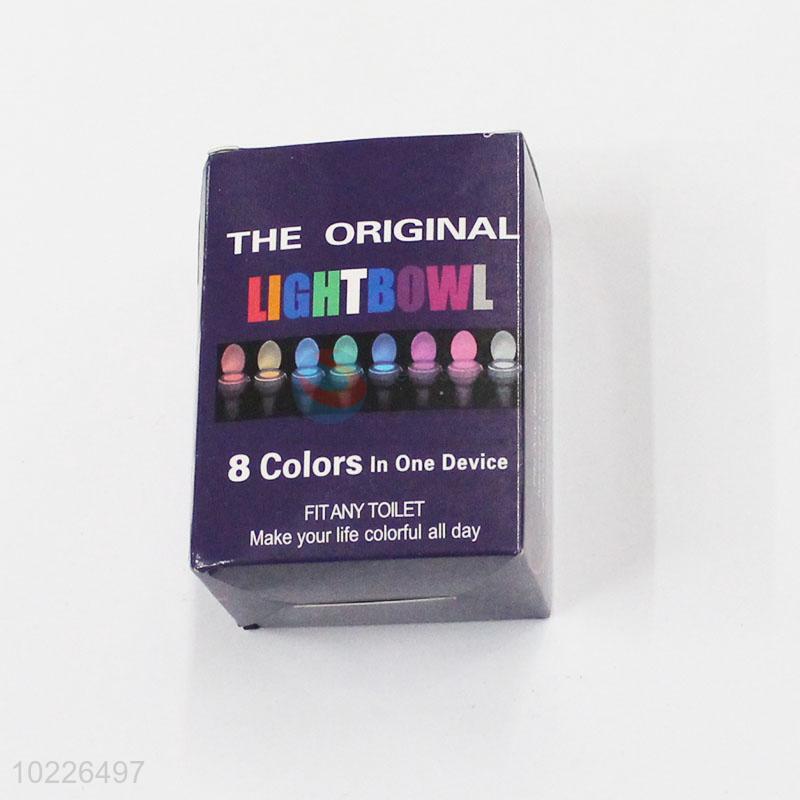 THE ORIGINAL
LIGHTBOWL
8 Colors In One Device
FIT ANY TOILET
Make your life colorful all day
10226497